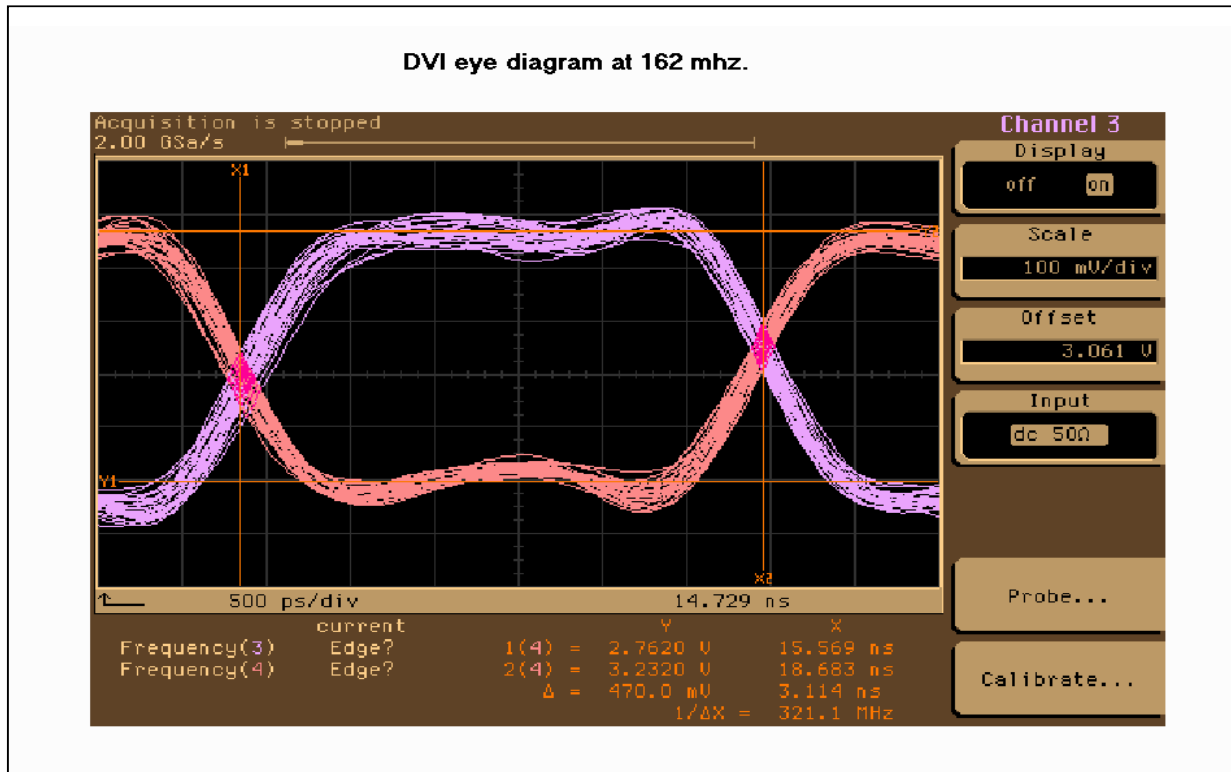 DVI eye diagram at 162 mhz.
Acquisition is stopped
2.00 GSa/s
Channel 3
Display
off on
Scale
100 mV/div
Offset
3.061 V
Input
dc 50Ω
Probe...
Calibrate...
X1
Y1
X2
500 ps/div 14.729 ns
current Y X
Frequency(3) Edge? 1(4) = 2.7620 V 15.569 ns
Frequency(4) Edge? 2(4) = 3.2320 V 18.683 ns
Δ = 470.0 mV 3.114 ns
1/ΔX = 321.1 MHz